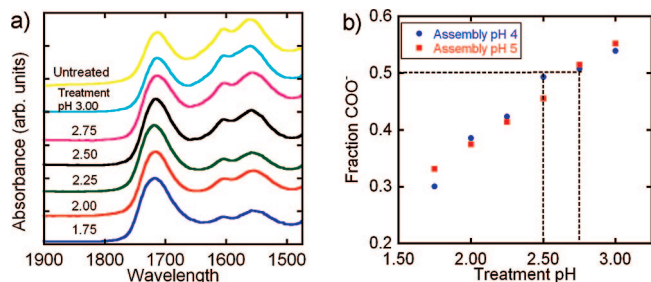 a)
Absorbance (arb. units)
Untreated
Treatment
pH 3.00
2.75
2.50
2.25
2.00
1.75
1900
1800
1700
1600
1500
Wavelength
b)
Fraction COO⁻
0.6
0.5
0.4
0.3
0.2
Assembly pH 4
Assembly pH 5
1.50
2.00
2.50
3.00
Treatment pH